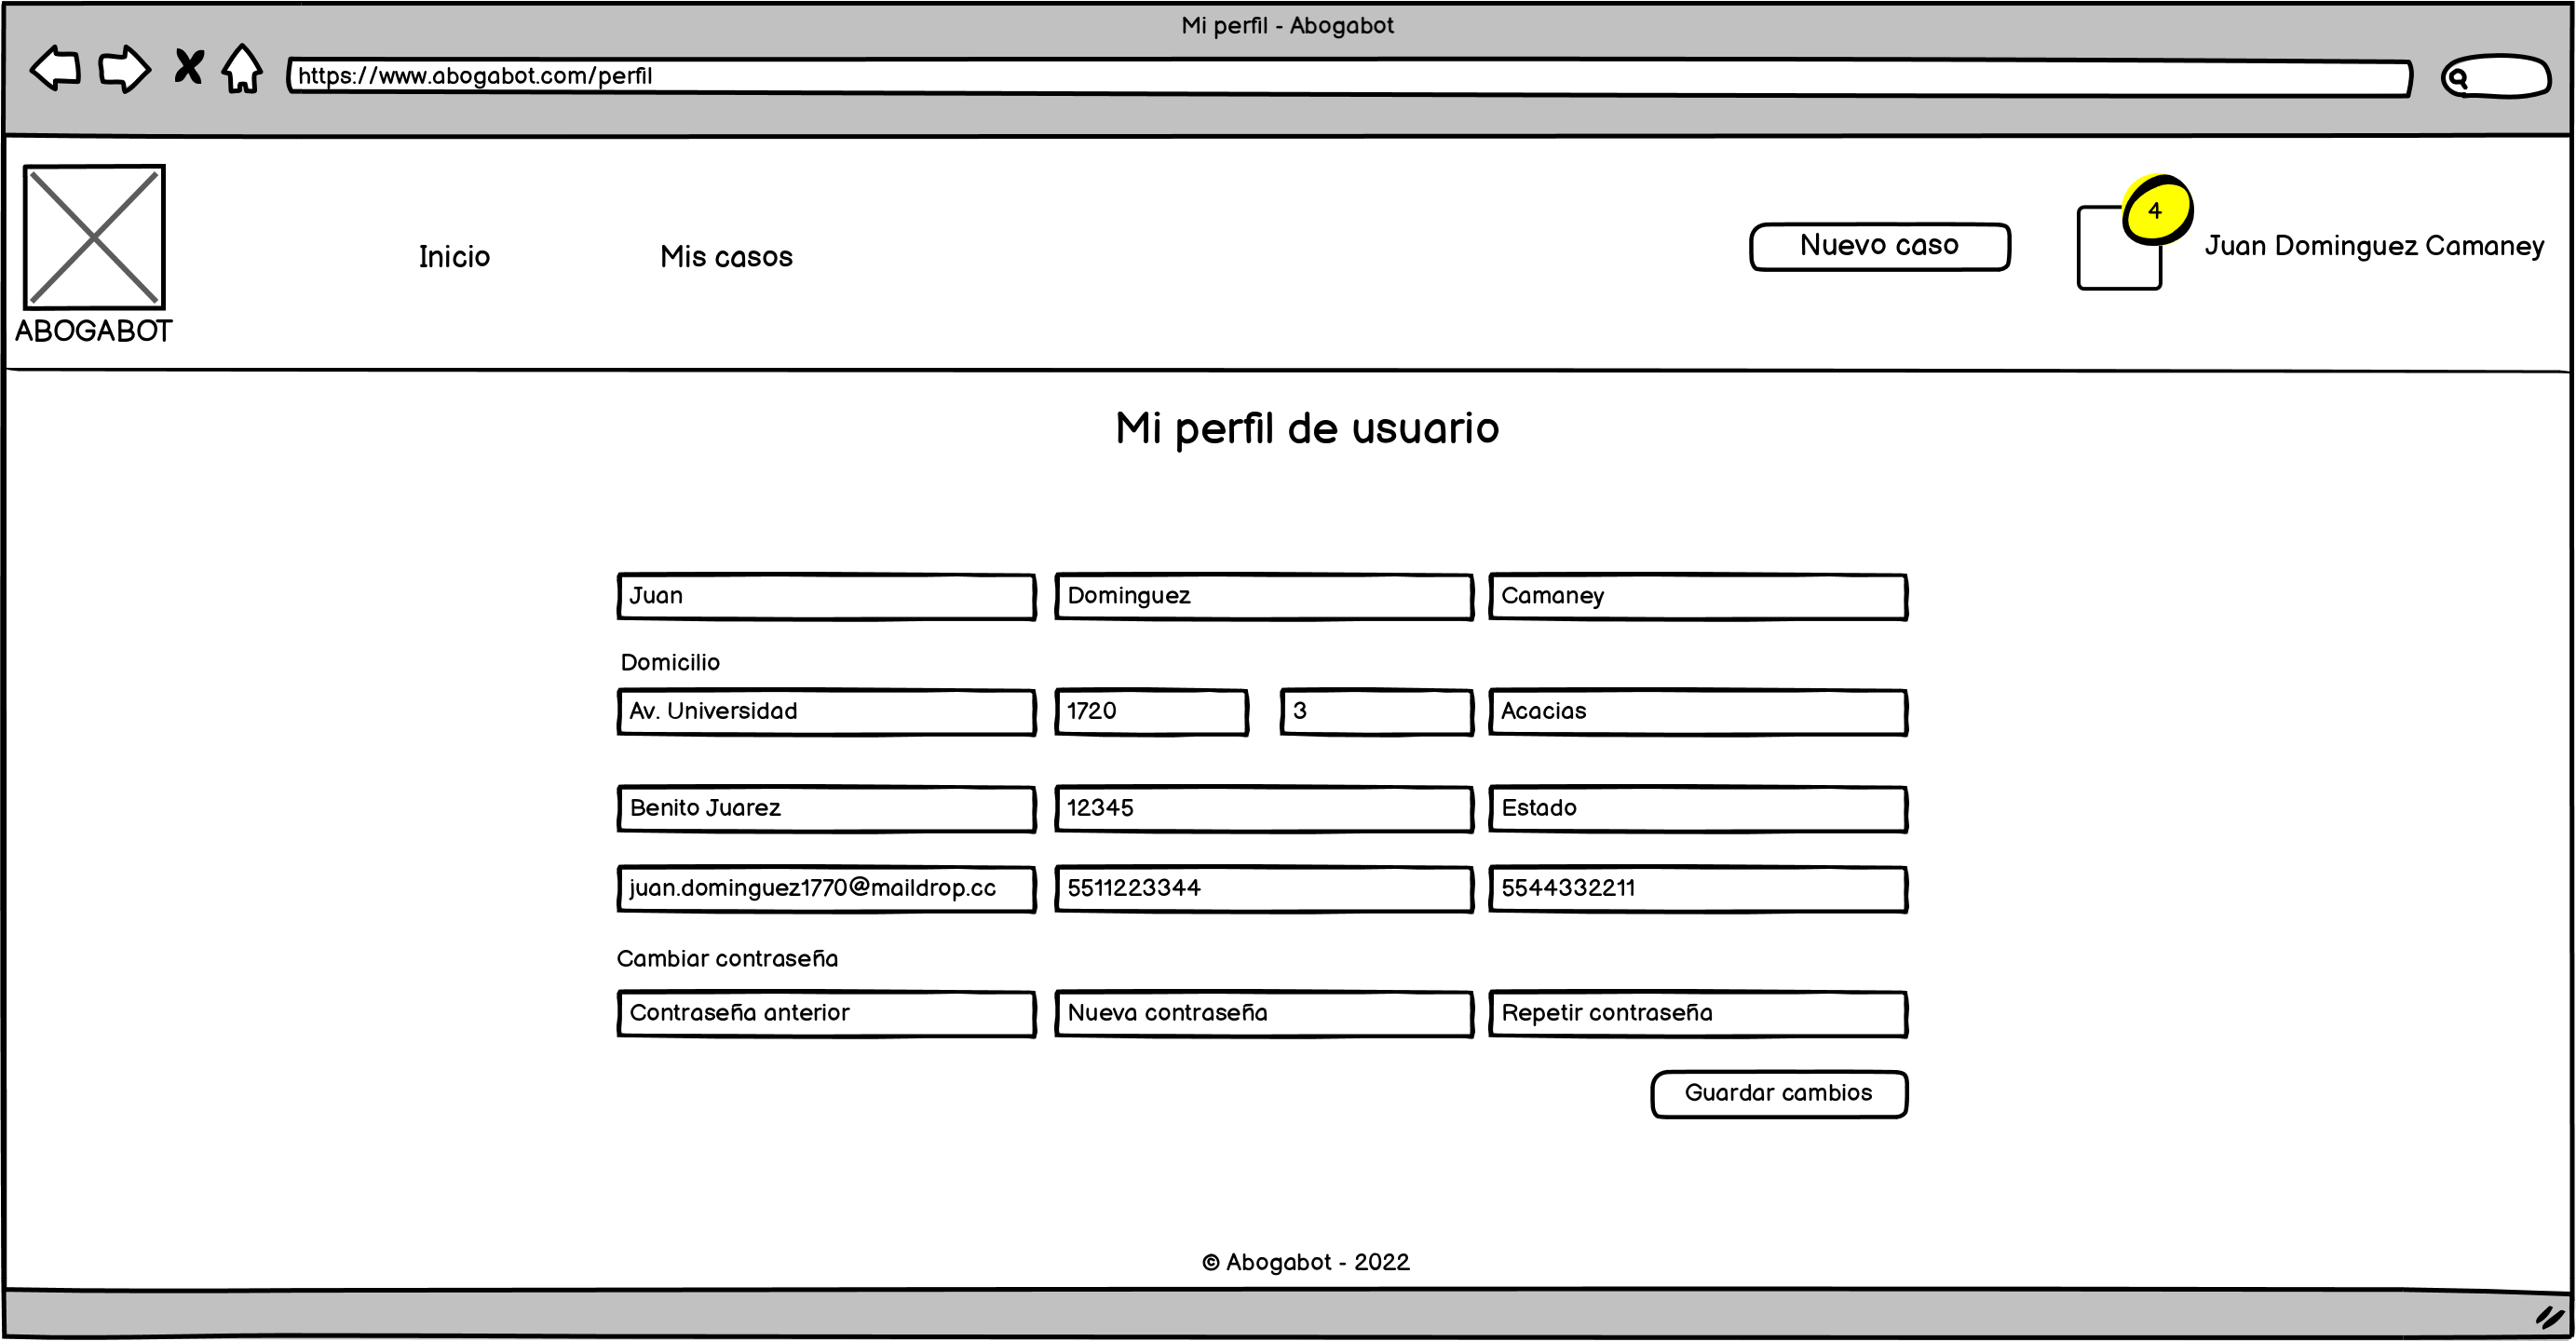 Mi perfil - Abogabot
https://www.abogabot.com/perfil
ABOGABOT
Inicio Mis casos Nuevo caso 4 Juan Dominguez Camaney
Mi perfil de usuario
Juan Dominguez Camaney
Domicilio
Av. Universidad 1720 3 Acacias
Benito Juarez 12345 Estado
juan.dominguez1770@maildrop.cc 5511223344 5544332211
Cambiar contraseña
Contraseña anterior Nueva contraseña Repetir contraseña
Guardar cambios
© Abogabot - 2022